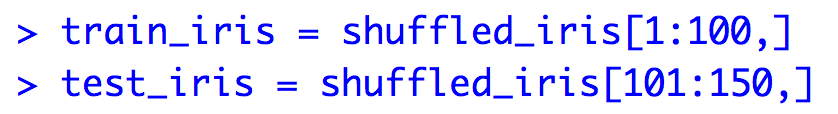 > train_iris = shuffled_iris[1:100,]
> test_iris = shuffled_iris[101:150,]